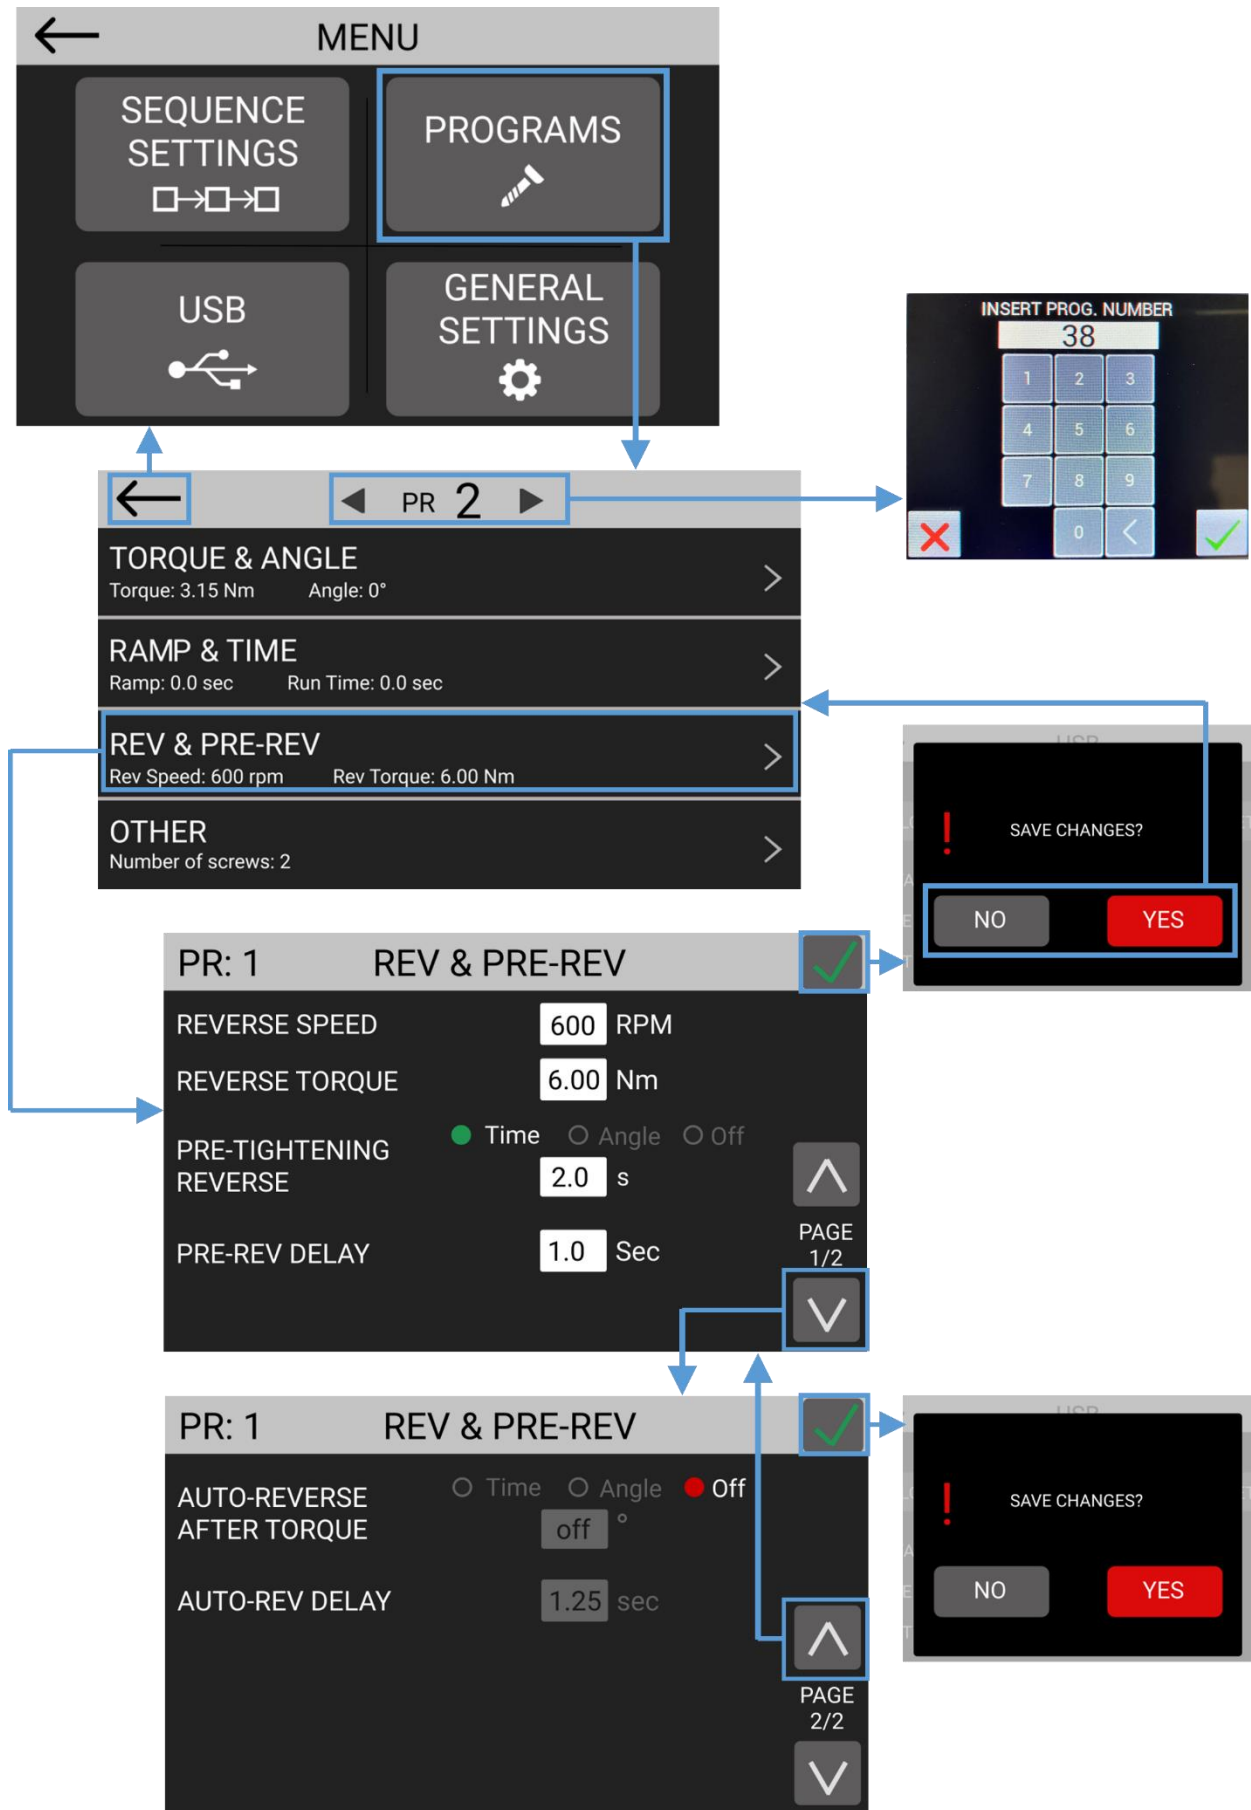 MENU
SEQUENCE
SETTINGS
PROGRAMS
USB
GENERAL
SETTINGS
INSERT PROG. NUMBER
38
1 2 3
4 5 6
7 8 9
0
PR 2
TORQUE & ANGLE
Torque: 3.15 Nm Angle: 0°
RAMP & TIME
Ramp: 0.0 sec Run Time: 0.0 sec
REV & PRE-REV
Rev Speed: 600 rpm Rev Torque: 6.00 Nm
OTHER
Number of screws: 2
USB
SAVE CHANGES?
NO YES
PR: 1 REV & PRE-REV
REVERSE SPEED 600 RPM
REVERSE TORQUE 6.00 Nm
PRE-TIGHTENING
REVERSE
Time Angle Off
2.0 s
PRE-REV DELAY 1.0 Sec
PAGE
1/2
PR: 1 REV & PRE-REV
AUTO-REVERSE
AFTER TORQUE
Time Angle Off
off °
AUTO-REV DELAY 1.25 sec
PAGE
2/2
SAVE CHANGES?
NO YES